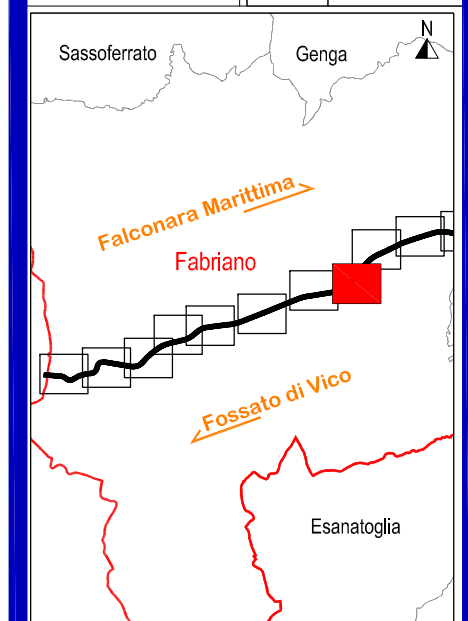 N
Sassoferrato
Genga
Falconara Marittima
Fabriano
Fossato di Vico
Esanatoglia